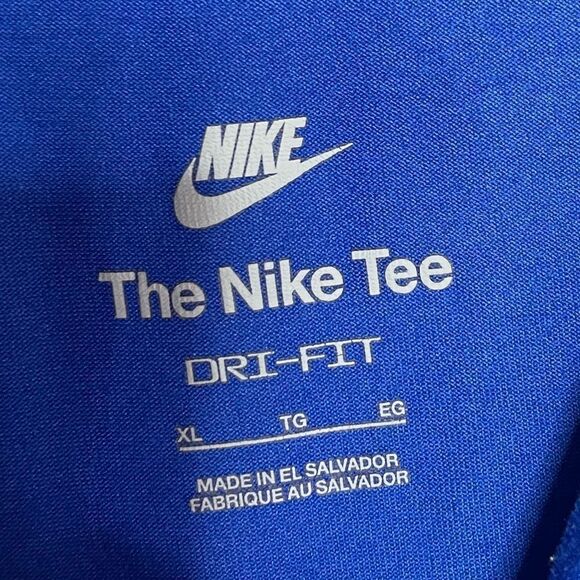 NIKE
The Nike Tee
DRI-FIT
XL TG EG
MADE IN EL SALVADOR
FABRIQUE AU SALVADOR